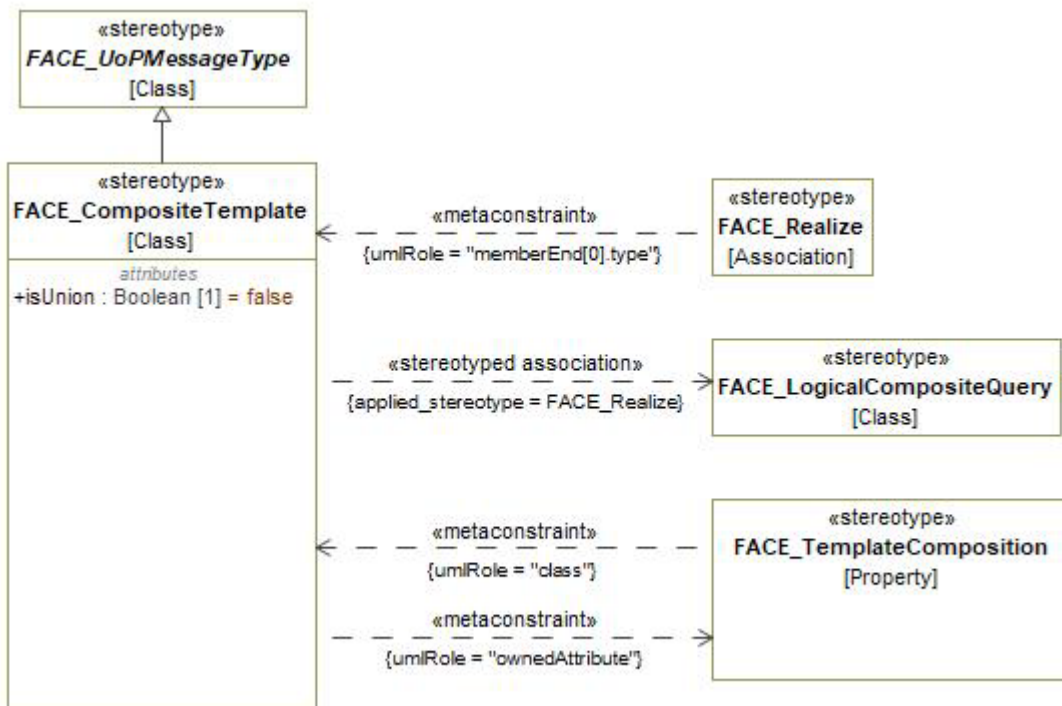 «stereotype»
FACE_UoPMessageType
[Class]
«stereotype»
FACE_CompositeTemplate
[Class]
attributes
+isUnion : Boolean [1] = false
«metaconstraint»
{umlRole = "memberEnd[0].type"}
«stereotype»
FACE_Realize
[Association]
«stereotyped association»
{applied_stereotype = FACE_Realize}
«stereotype»
FACE_LogicalCompositeQuery
[Class]
«metaconstraint»
{umlRole = "class"}
«metaconstraint»
{umlRole = "ownedAttribute"}
«stereotype»
FACE_TemplateComposition
[Property]